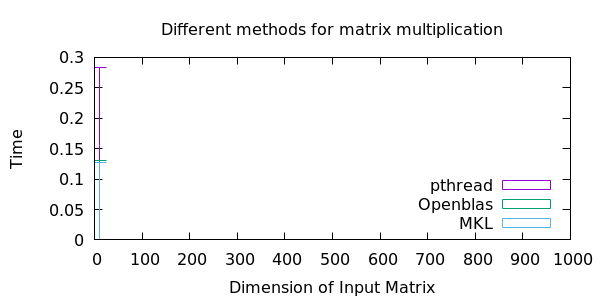 Different methods for matrix multiplication
0.3
0.25
0.2
0.15
0.1
0.05
0
Time
pthread
Openblas
MKL
0 100 200 300 400 500 600 700 800 900 1000
Dimension of Input Matrix